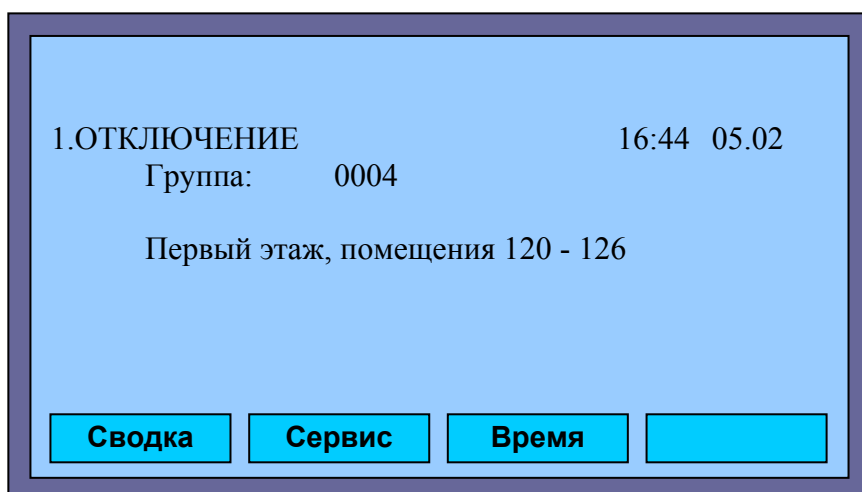 1.ОТКЛЮЧЕНИЕ 16:44 05.02
Группа: 0004
Первый этаж, помещения 120 - 126
Сводка Сервис Время